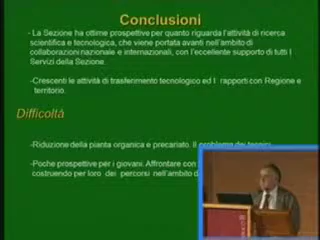 Conclusioni
- La Sezione ha ottime prospettive per quanto riguarda l'attività di ricerca
scientifica e tecnologica, che viene portata avanti nell'ambito di
collaborazioni nazionale e internazionali, con l'eccellente supporto di tutti I
Servizi della Sezione.
-Crescenti le attività di trasferimento tecnologico ed I rapporti con Regione e
territorio.
Difficoltà
-Riduzione della pianta organica e precariato. Il problema dei tecnici
-Poche prospettive per i giovani. Affrontare con
costruendo per loro dei percorsi nell'ambito d